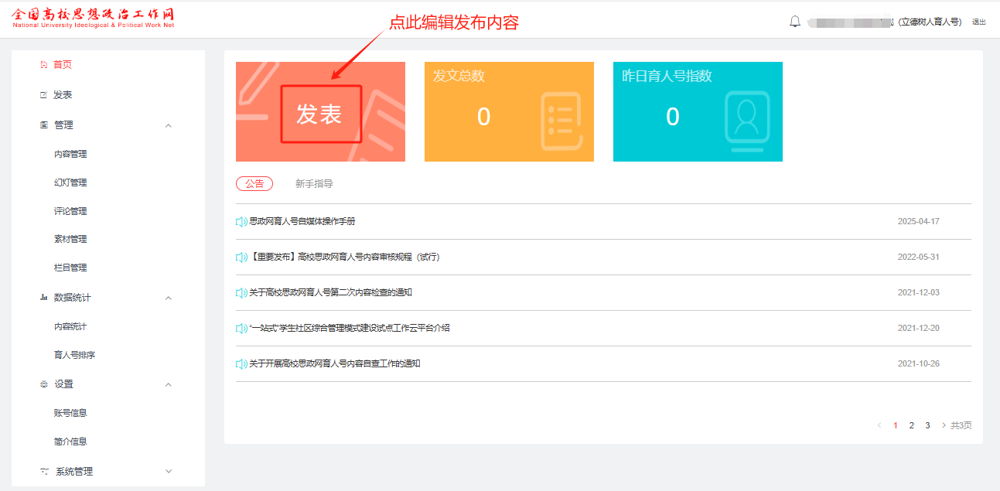 全国高校思想政治工作网
National University Ideological & Political Work Net
点此编辑发布内容
(立德树人育人号)
退出
首页
发表
管理
内容管理
幻灯管理
评论管理
素材管理
栏目管理
数据统计
内容统计
育人号排序
设置
账号信息
简介信息
系统管理
发表
发文总数
0
昨日育人号指数
0
公告
新手指导
思政网育人号自媒体操作手册 2025-04-17
【重要发布】高校思政网育人号内容审核规程（试行） 2022-05-31
关于高校思政网育人号第二次内容检查的通知 2021-12-03
“一站式”学生社区综合管理模式建设试点工作云平台介绍 2021-12-20
关于开展高校思政网育人号内容自查工作的通知 2021-10-26
< 1 2 3 > 共3页